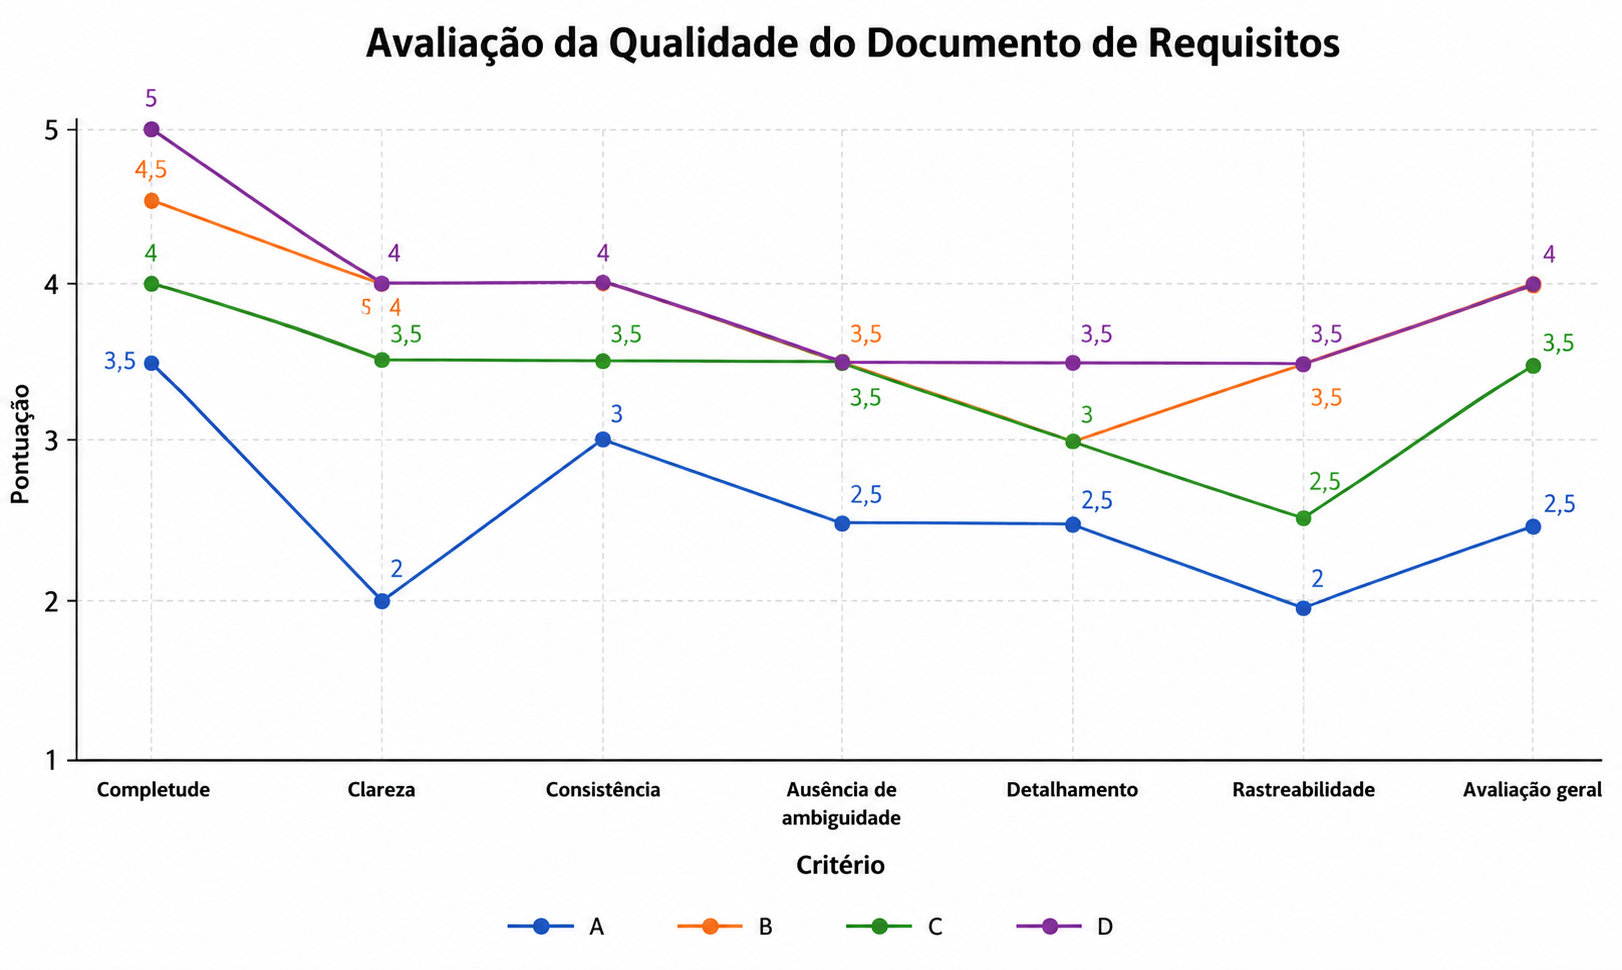 Avaliação da Qualidade do Documento de Requisitos
Pontuação
5
4
3
2
1
5
4,5
4
3,5
4
5 4
3,5
2
4
3,5
3
3,5
3,5
2,5
3,5
3
2,5
3,5
3,5
2,5
2
4
3,5
2,5
Completude
Clareza
Consistência
Ausência de
ambiguidade
Detalhamento
Rastreabilidade
Avaliação geral
Critério
A B C D